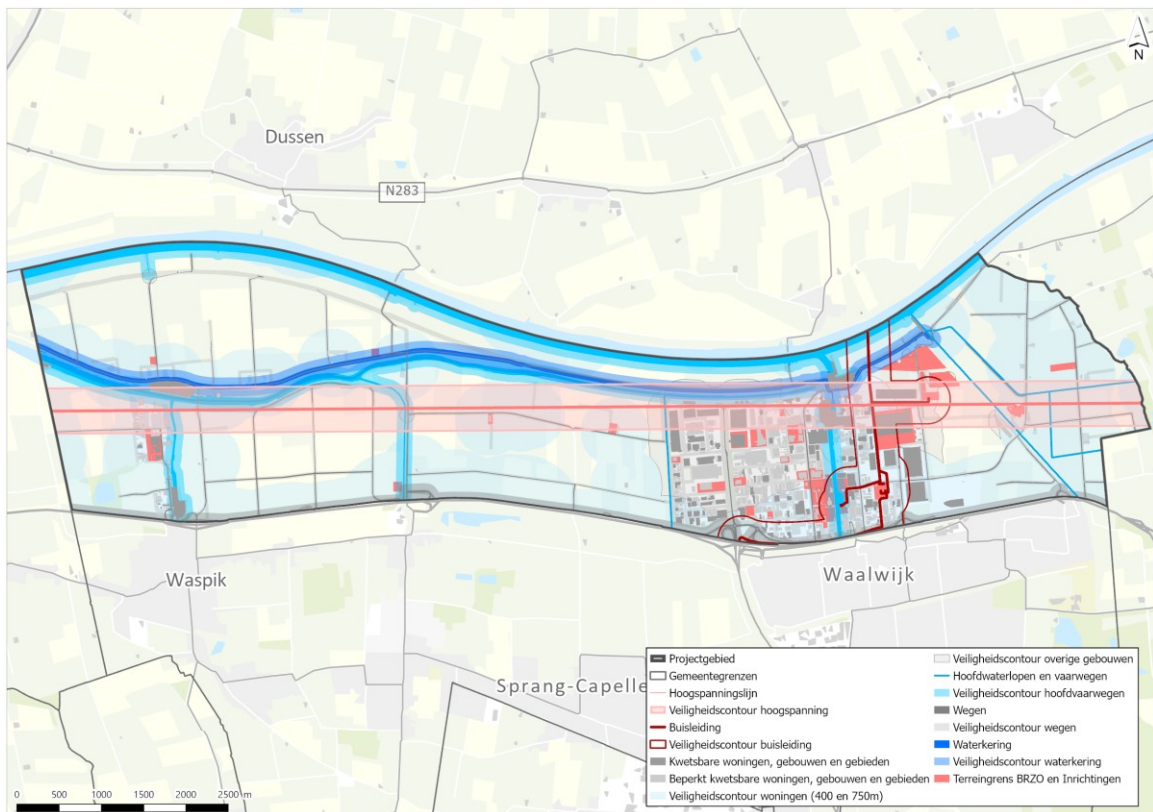 N
Dussen
N283
Waspik
Waalwijk
Sprang-Capelle
Projectgebied
Gemeentegrenzen
Hoogspanningslijn
Veiligheidscontour hoogspanning
Buisleiding
Veiligheidscontour buisleiding
Kwetsbare woningen, gebouwen en gebieden
Beperkt kwetsbare woningen, gebouwen en gebieden
Veiligheidscontour woningen (400 en 750m)
Veiligheidscontour overige gebouwen
Hoofdwaterlopen en vaarwegen
Veiligheidscontour hoofdvaarwegen
Wegen
Veiligheidscontour wegen
Waterkering
Veiligheidscontour waterkering
Terreingrens BRZO en Inrichtingen
0 500 1000 1500 2000 2500 m